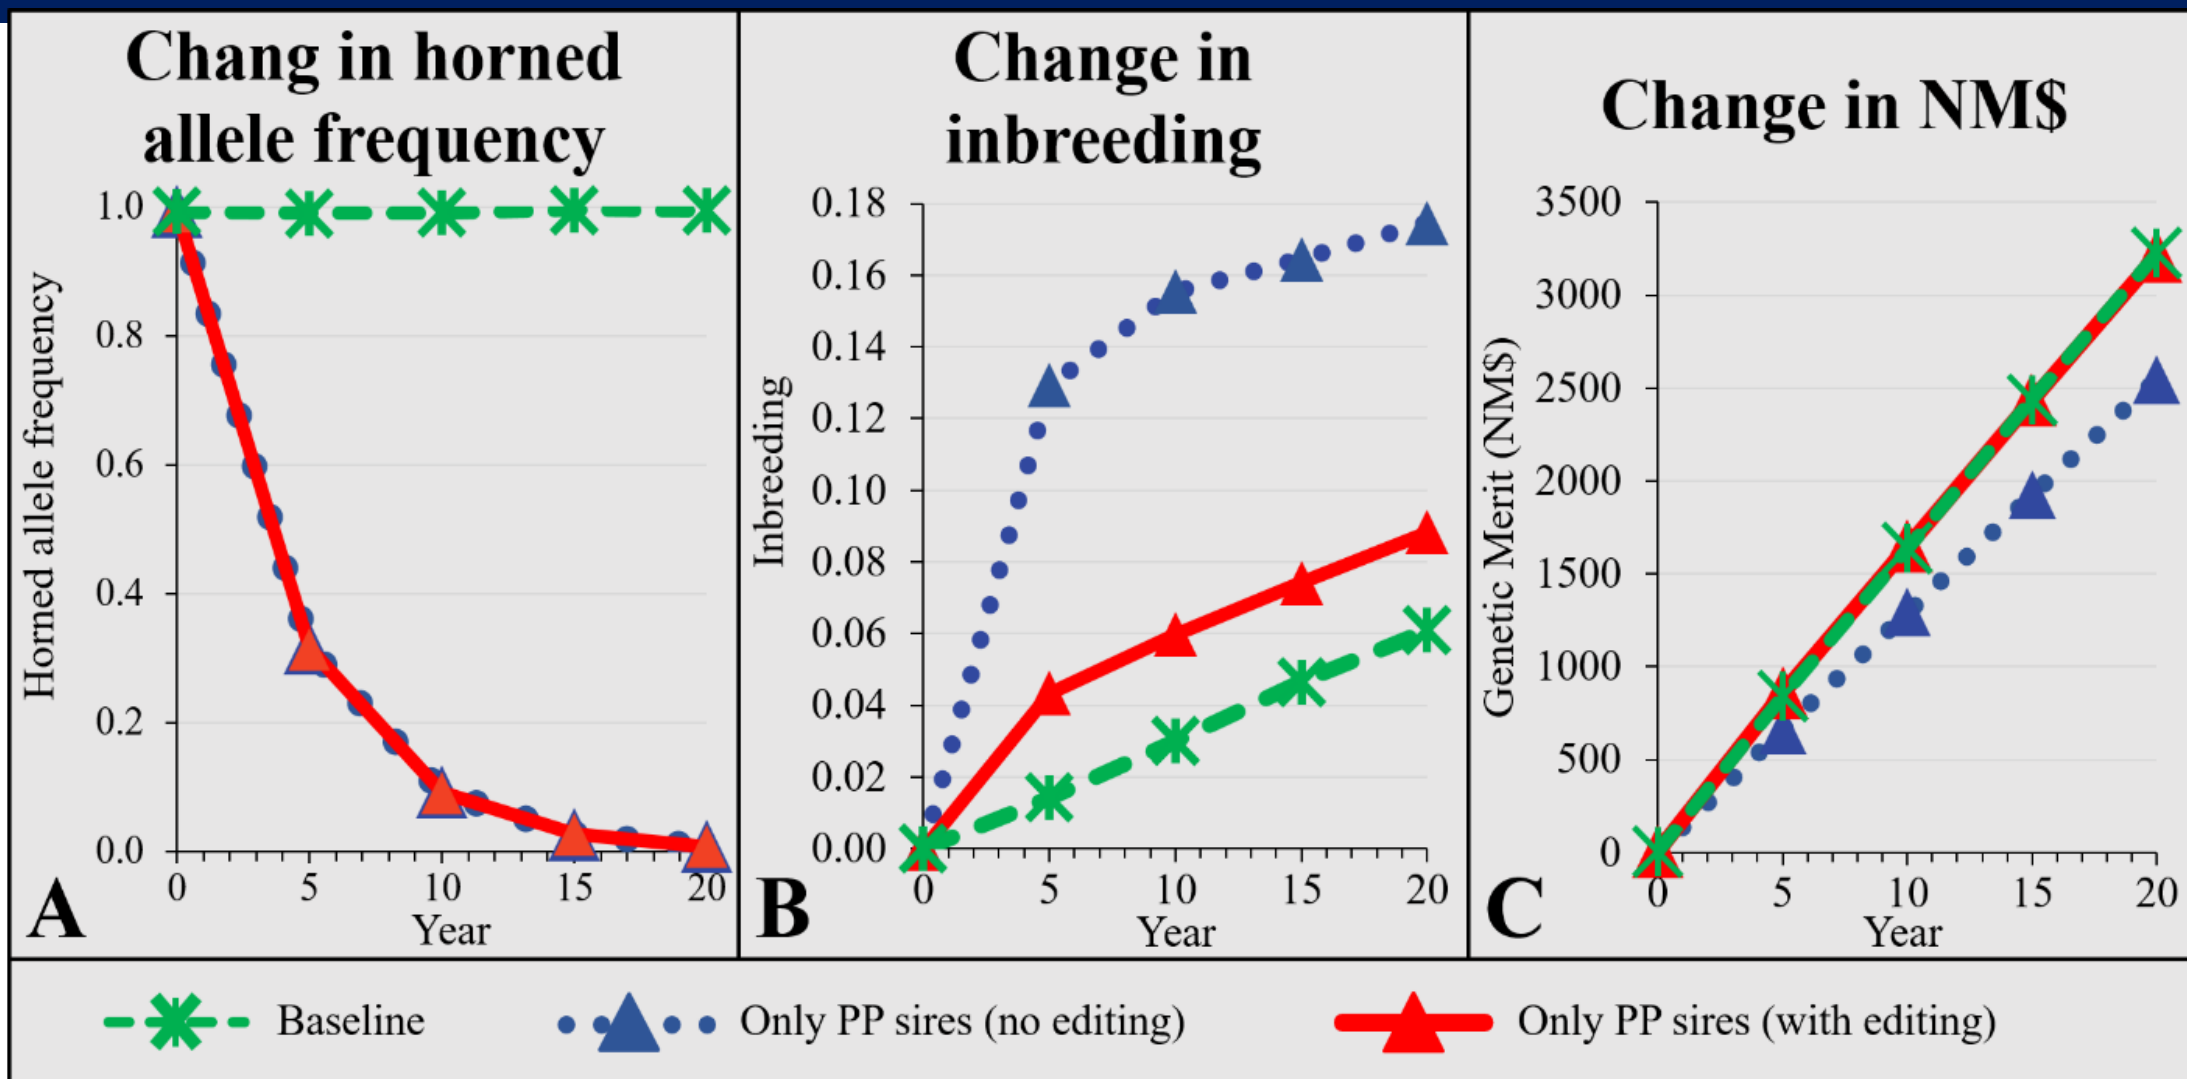 Chang in horned
allele frequency
Horned allele frequency
1.0
0.8
0.6
0.4
0.2
0.0
0 5 10 15 20
Year
A
Change in
inbreeding
Inbreeding
0.18
0.16
0.14
0.12
0.10
0.08
0.06
0.04
0.02
0.00
0 5 10 15 20
Year
B
Change in NM$
Genetic Merit (NM$)
3500
3000
2500
2000
1500
1000
500
0
0 5 10 15 20
Year
C
Baseline
Only PP sires (no editing)
Only PP sires (with editing)